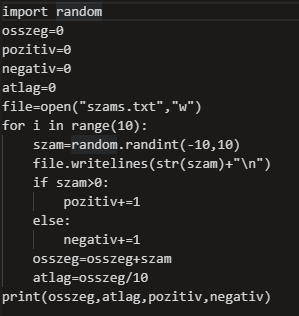 import random
osszeg=0
pozitiv=0
negativ=0
atlag=0
file=open("szams.txt","w")
for i in range(10):
    szam=random.randint(-10,10)
    file.writelines(str(szam)+"\n")
    if szam>0:
        pozitiv+=1
    else:
        negativ+=1
    osszeg=osszeg+szam
    atlag=osszeg/10
print(osszeg,atlag,pozitiv,negativ)